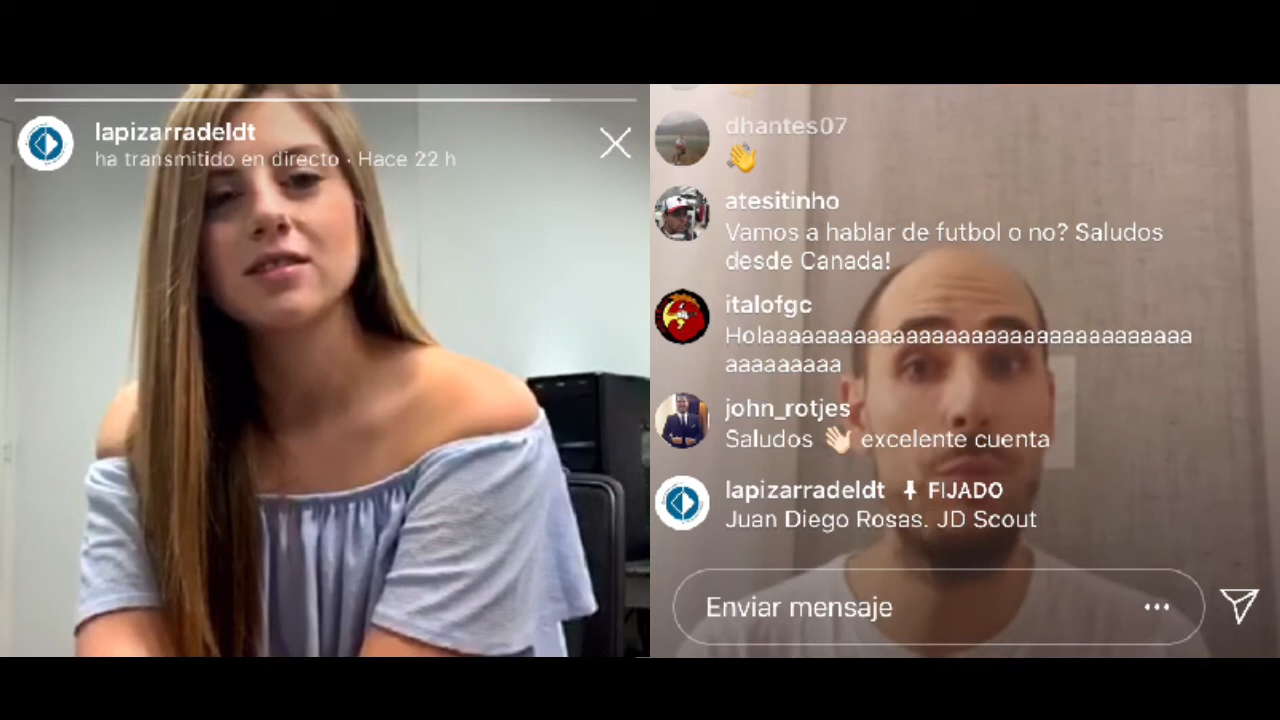 lapizarradeldt
ha transmitido en directo · Hace 22 h
dhantes07
👋
atesitinho
Vamos a hablar de futbol o no? Saludos
desde Canada!
italofgc
Holaaaaaaaaaaaaaaaaaaaaaaaaaaaaaaaaa
aaaaaaaaa
john_rotjes
Saludos 👋🏻 excelente cuenta
lapizarradeldt FIJADO
Juan Diego Rosas. JD Scout
Enviar mensaje